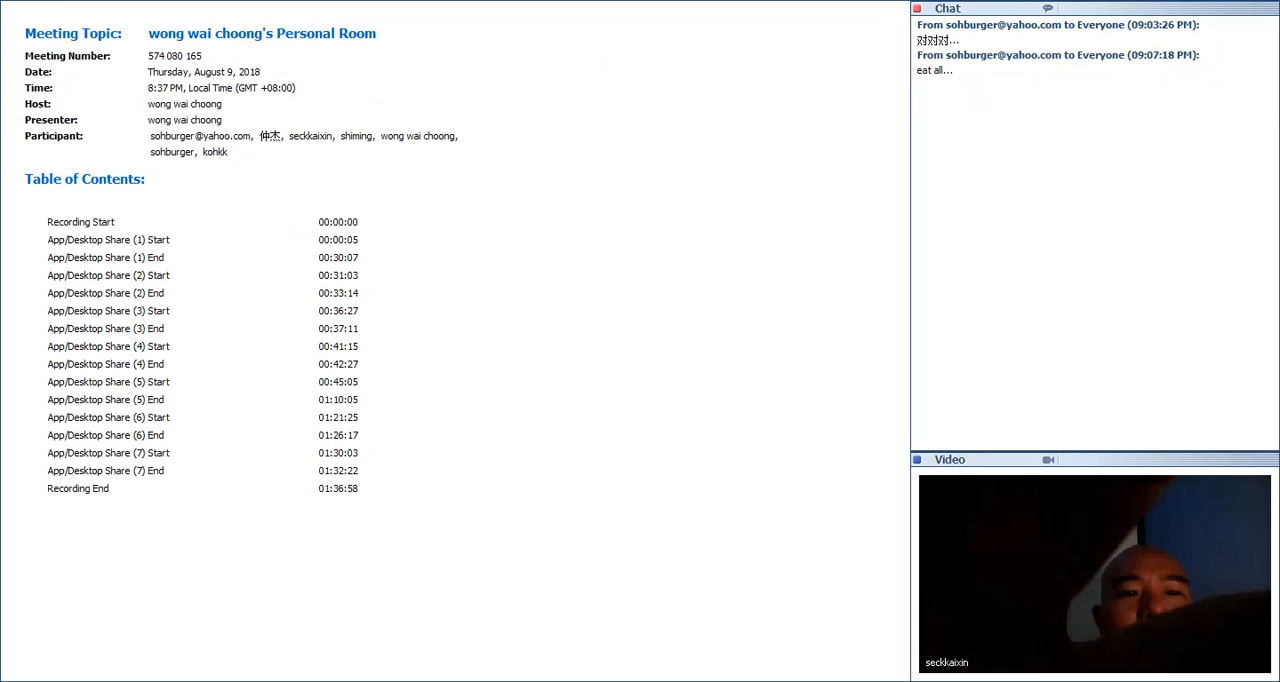 Meeting Topic: wong wai choong's Personal Room
Meeting Number: 574 080 165
Date: Thursday, August 9, 2018
Time: 8:37 PM, Local Time (GMT +08:00)
Host: wong wai choong
Presenter: wong wai choong
Participant: sohburger@yahoo.com, 仲杰, seckkaixin, shiming, wong wai choong,
sohburger, kohkk
Table of Contents:
Recording Start 00:00:00
App/Desktop Share (1) Start 00:00:05
App/Desktop Share (1) End 00:30:07
App/Desktop Share (2) Start 00:31:03
App/Desktop Share (2) End 00:33:14
App/Desktop Share (3) Start 00:36:27
App/Desktop Share (3) End 00:37:11
App/Desktop Share (4) Start 00:41:15
App/Desktop Share (4) End 00:42:27
App/Desktop Share (5) Start 00:45:05
App/Desktop Share (5) End 01:10:05
App/Desktop Share (6) Start 01:21:25
App/Desktop Share (6) End 01:26:17
App/Desktop Share (7) Start 01:30:03
App/Desktop Share (7) End 01:32:22
Recording End 01:36:58
Chat
From sohburger@yahoo.com to Everyone (09:03:26 PM):
对对对...
From sohburger@yahoo.com to Everyone (09:07:18 PM):
eat all...
Video
seckkaixin